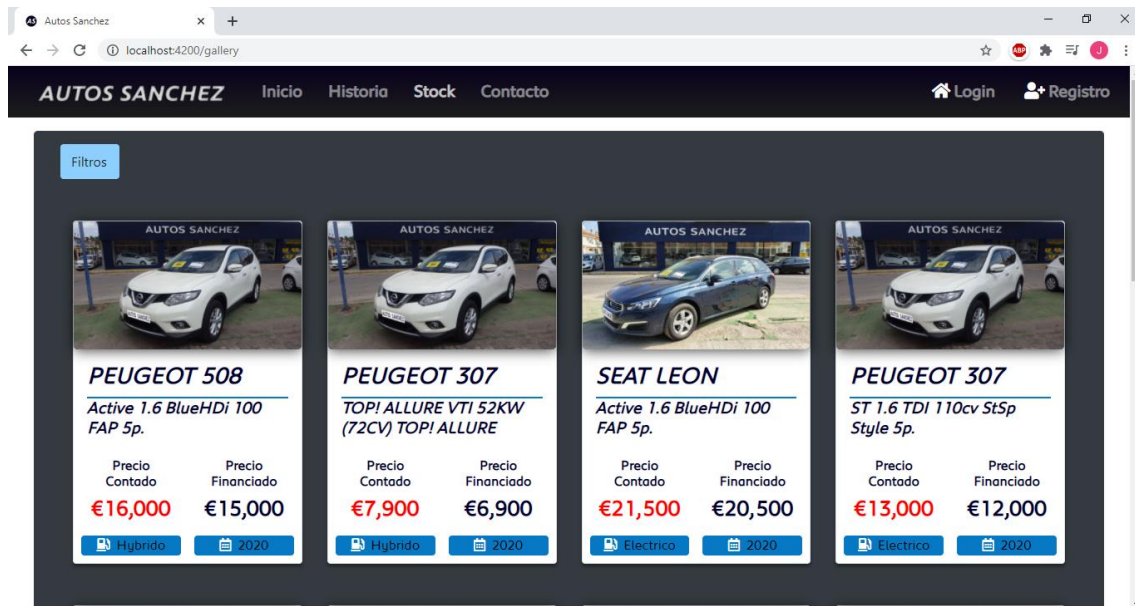 Autos Sanchez
localhost:4200/gallery
ABP
J
AUTOS SANCHEZ Inicio Historia Stock Contacto Login Registro
Filtros
AUTOS SANCHEZ
AUTOS SANCHEZ
AUTOS SANCHEZ
AUTOS SANCHEZ
PEUGEOT 508
Active 1.6 BlueHDi 100
FAP 5p.
Precio Precio
Contado Financiado
€16,000 €15,000
Hybrido 2020
PEUGEOT 307
TOP! ALLURE VTI 52KW
(72CV) TOP! ALLURE
Precio Precio
Contado Financiado
€7,900 €6,900
Hybrido 2020
SEAT LEON
Active 1.6 BlueHDi 100
FAP 5p.
Precio Precio
Contado Financiado
€21,500 €20,500
Electrico 2020
PEUGEOT 307
ST 1.6 TDI 110cv StSp
Style 5p.
Precio Precio
Contado Financiado
€13,000 €12,000
Electrico 2020